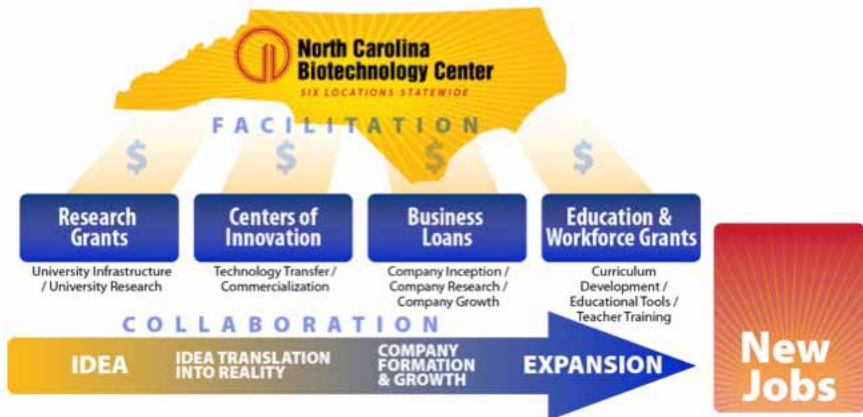 North Carolina
Biotechnology Center
SIX LOCATIONS STATEWIDE
FACILITATION
$ $ $ $
Research
Grants
University Infrastructure
/ University Research
Centers of
Innovation
Technology Transfer /
Commercialization
Business
Loans
Company Inception /
Company Research /
Company Growth
Education &
Workforce Grants
Curriculum
Development /
Educational Tools /
Teacher Training
COLLABORATION
IDEA
IDEA TRANSLATION
INTO REALITY
COMPANY
FORMATION
& GROWTH
EXPANSION
New
Jobs